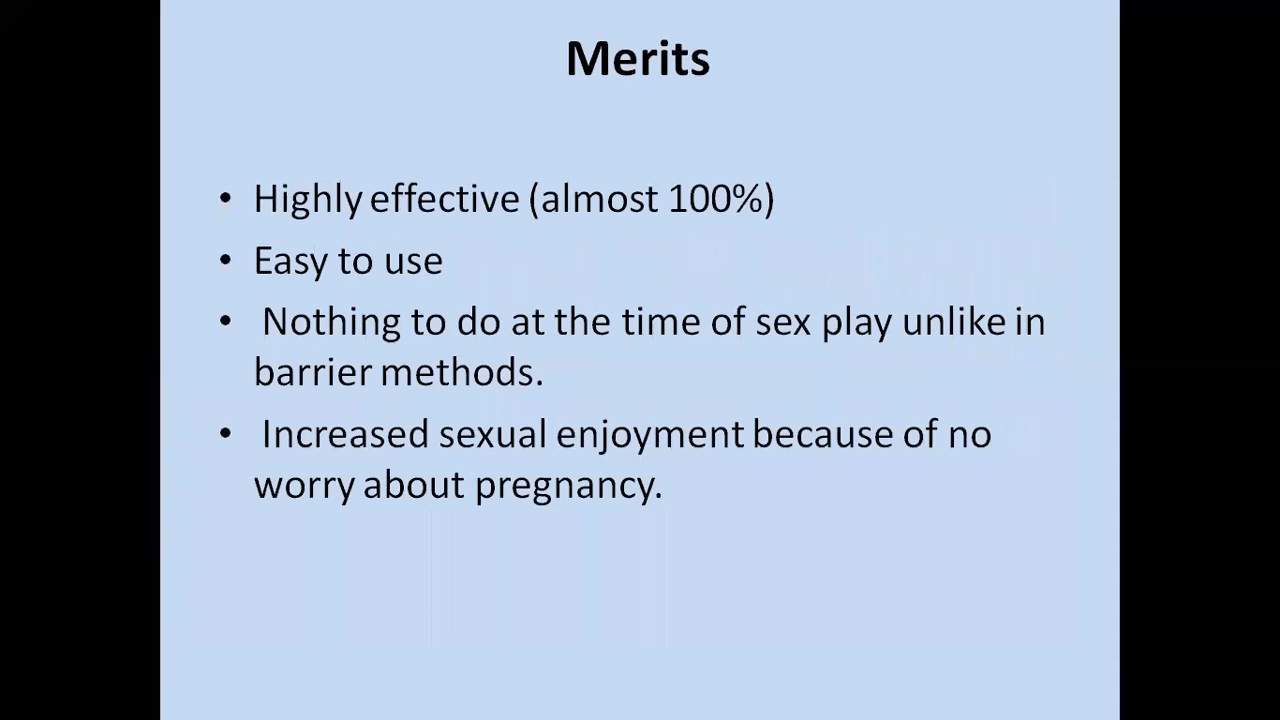 Merits
• Highly effective (almost 100%)
• Easy to use
• Nothing to do at the time of sex play unlike in
barrier methods.
• Increased sexual enjoyment because of no
worry about pregnancy.